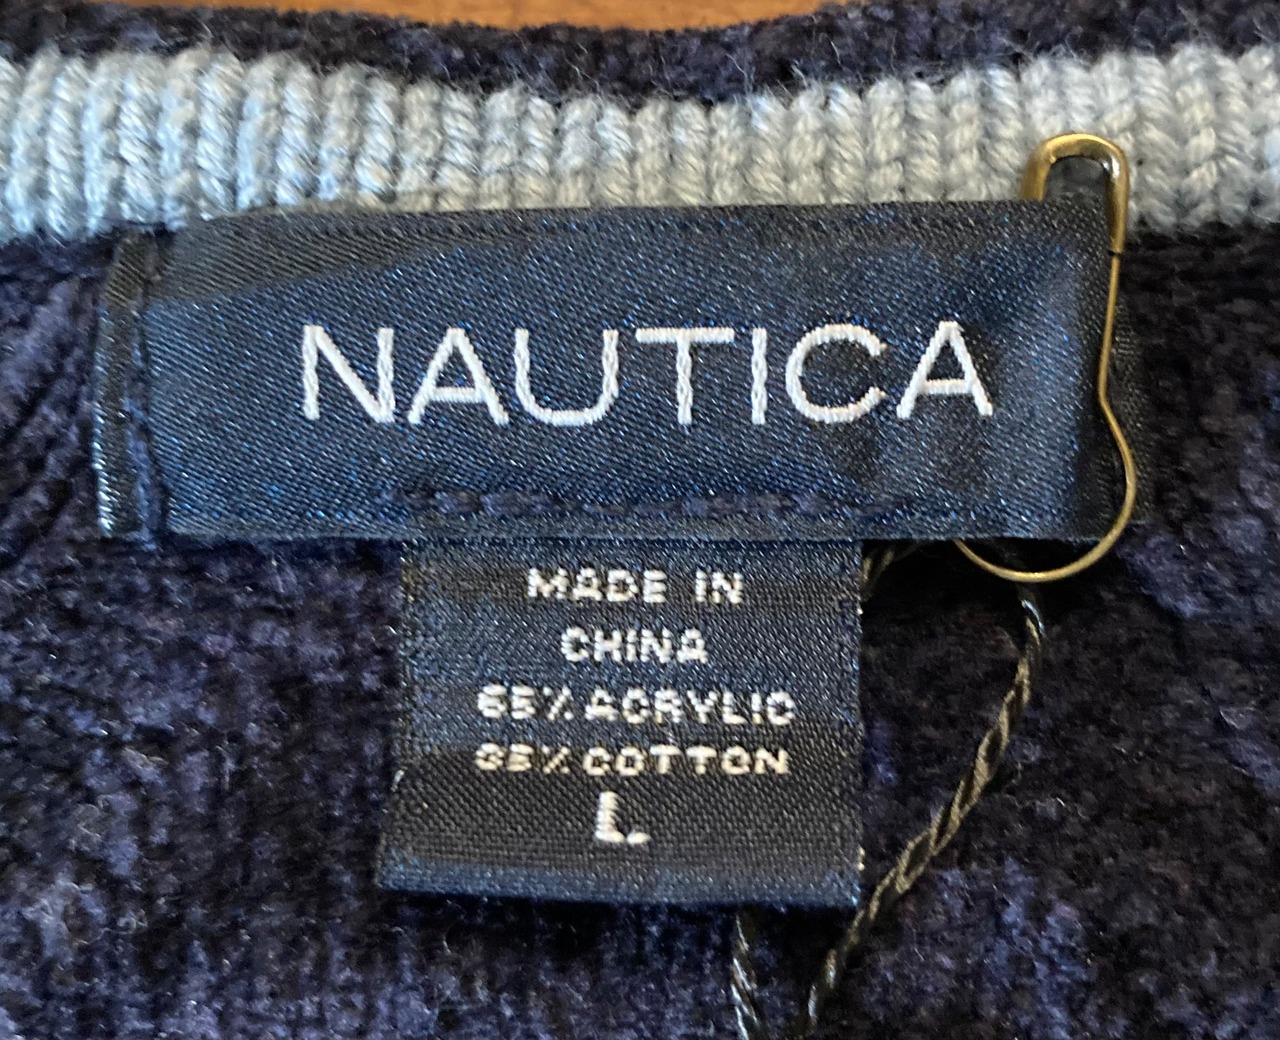 NAUTICA
MADE IN
CHINA
65% ACRYLIC
35% COTTON
L